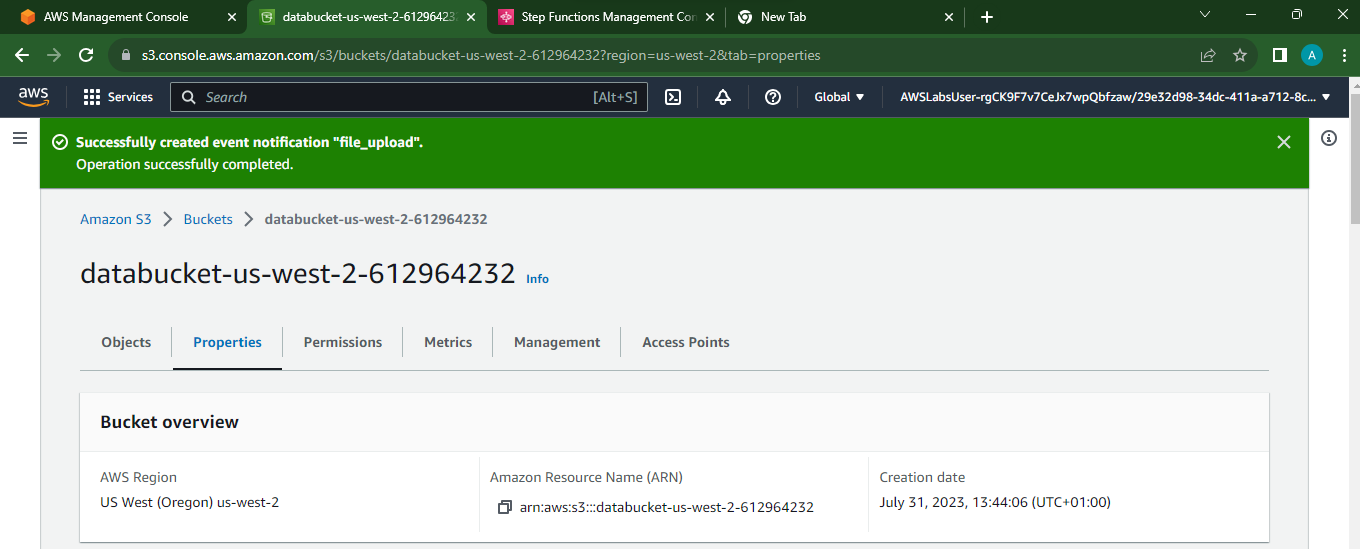 AWS Management Console
databucket-us-west-2-61296423
Step Functions Management Con
New Tab
s3.console.aws.amazon.com/s3/buckets/databucket-us-west-2-612964232?region=us-west-2&tab=properties
A
aws
Services
Search
[Alt+S]
Global
AWSLabsUser-rgCK9F7v7CeJx7wpQbfzaw/29e32d98-34dc-411a-a712-8c...
Successfully created event notification "file_upload".
Operation successfully completed.
Amazon S3 > Buckets > databucket-us-west-2-612964232
databucket-us-west-2-612964232 Info
Objects
Properties
Permissions
Metrics
Management
Access Points
Bucket overview
AWS Region
US West (Oregon) us-west-2
Amazon Resource Name (ARN)
arn:aws:s3:::databucket-us-west-2-612964232
Creation date
July 31, 2023, 13:44:06 (UTC+01:00)